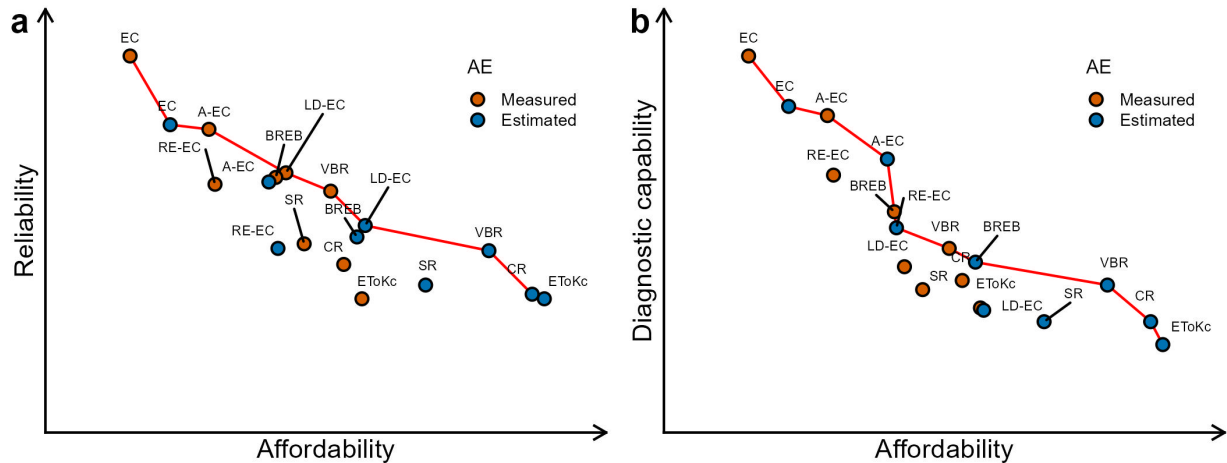 a
EC
EC
A-EC
LD-EC
RE-EC
A-EC
BREB
VBR
LD-EC
SR
BREB
RE-EC
CR
VBR
SR
CR
EToKc
EToKc
AE
Measured
Estimated
Reliability
Affordability
b
EC
EC
A-EC
A-EC
RE-EC
BREB
RE-EC
VBR
BREB
LD-EC
CR
VBR
SR
EToKc
LD-EC
SR
CR
EToKc
AE
Measured
Estimated
Diagnostic capability
Affordability